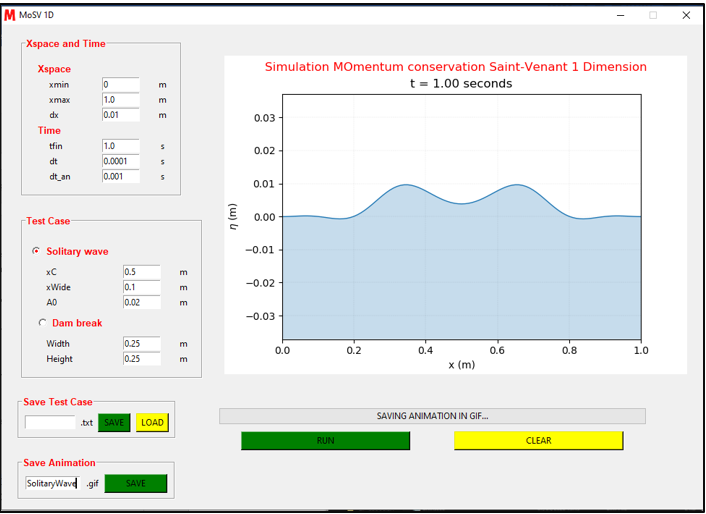 M MoSV 1D
Xspace and Time
Xspace
xmin 0 m
xmax 1.0 m
dx 0.01 m
Time
tfin 1.0 s
dt 0.0001 s
dt_an 0.001 s
Test Case
Solitary wave
xC 0.5 m
xWide 0.1 m
A0 0.02 m
Dam break
Width 0.25 m
Height 0.25 m
Save Test Case
.txt SAVE LOAD
Save Animation
SolitaryWave .gif SAVE
Simulation MOmentum conservation Saint-Venant 1 Dimension
t = 1.00 seconds
0.03
0.02
0.01
0.00
−0.01
−0.02
−0.03
η (m)
0.0 0.2 0.4 0.6 0.8 1.0
x (m)
SAVING ANIMATION IN GIF...
RUN CLEAR